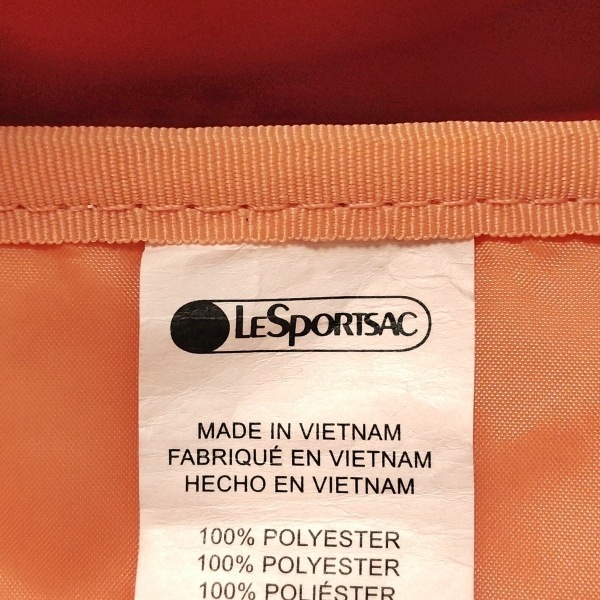 LESPORTSAC
MADE IN VIETNAM
FABRIQUÉ EN VIETNAM
HECHO EN VIETNAM
100% POLYESTER
100% POLYESTER
100% POLIÉSTER